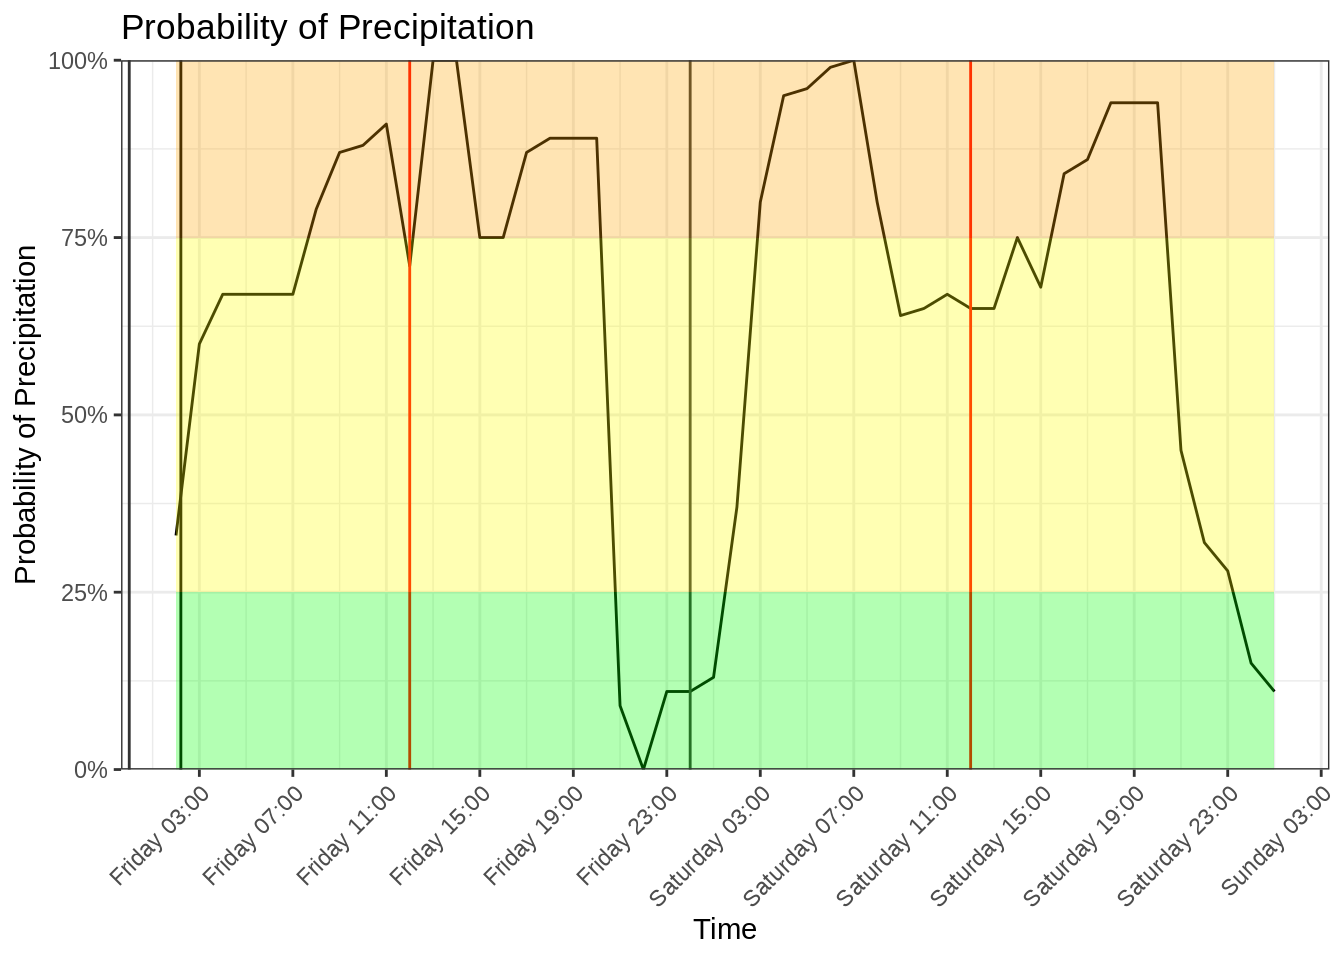 Probability of Precipitation
Probability of Precipitation
100%
75%
50%
25%
0%
Friday 03:00
Friday 07:00
Friday 11:00
Friday 15:00
Friday 19:00
Friday 23:00
Saturday 03:00
Saturday 07:00
Saturday 11:00
Saturday 15:00
Saturday 19:00
Saturday 23:00
Sunday 03:00
Time